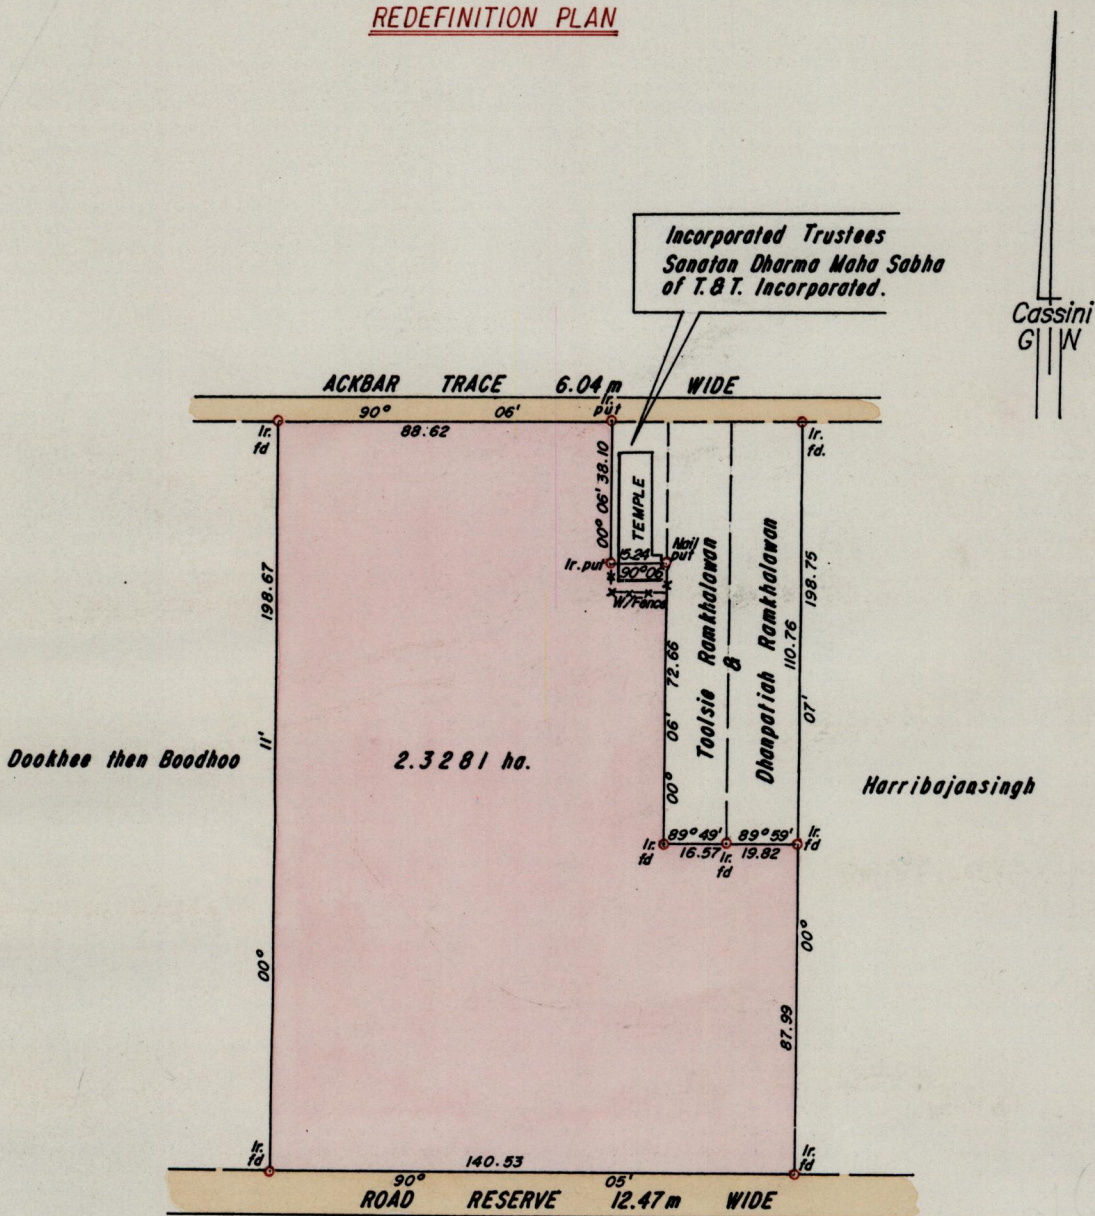 REDEFINITION PLAN
Incorporated Trustees
Sanatan Dharma Maha Sabha
of T. & T. Incorporated.
Cassini
G N
ACKBAR TRACE 6.04 m WIDE
90° 06'
88.62
Ir.
put
Ir.
fd
Ir.
fd.
00° 06' 38.10
TEMPLE
Ir. put
15.24
90° 06'
Nail
put
W/Fence
198.67
11'
00°
72.66
06'
00°
Toolsie Ramkhalawan
&
Dhanpatiah Ramkhalawan
198.75
110.76
07'
00°
87.99
Dookhee then Boodhoo
2.3281 ha.
Harribajansingh
89° 49'
16.57
89° 59'
19.82
Ir.
fd
Ir.
fd
Ir.
fd
Ir.
fd
140.53
Ir.
fd
90° 05'
ROAD RESERVE 12.47 m WIDE